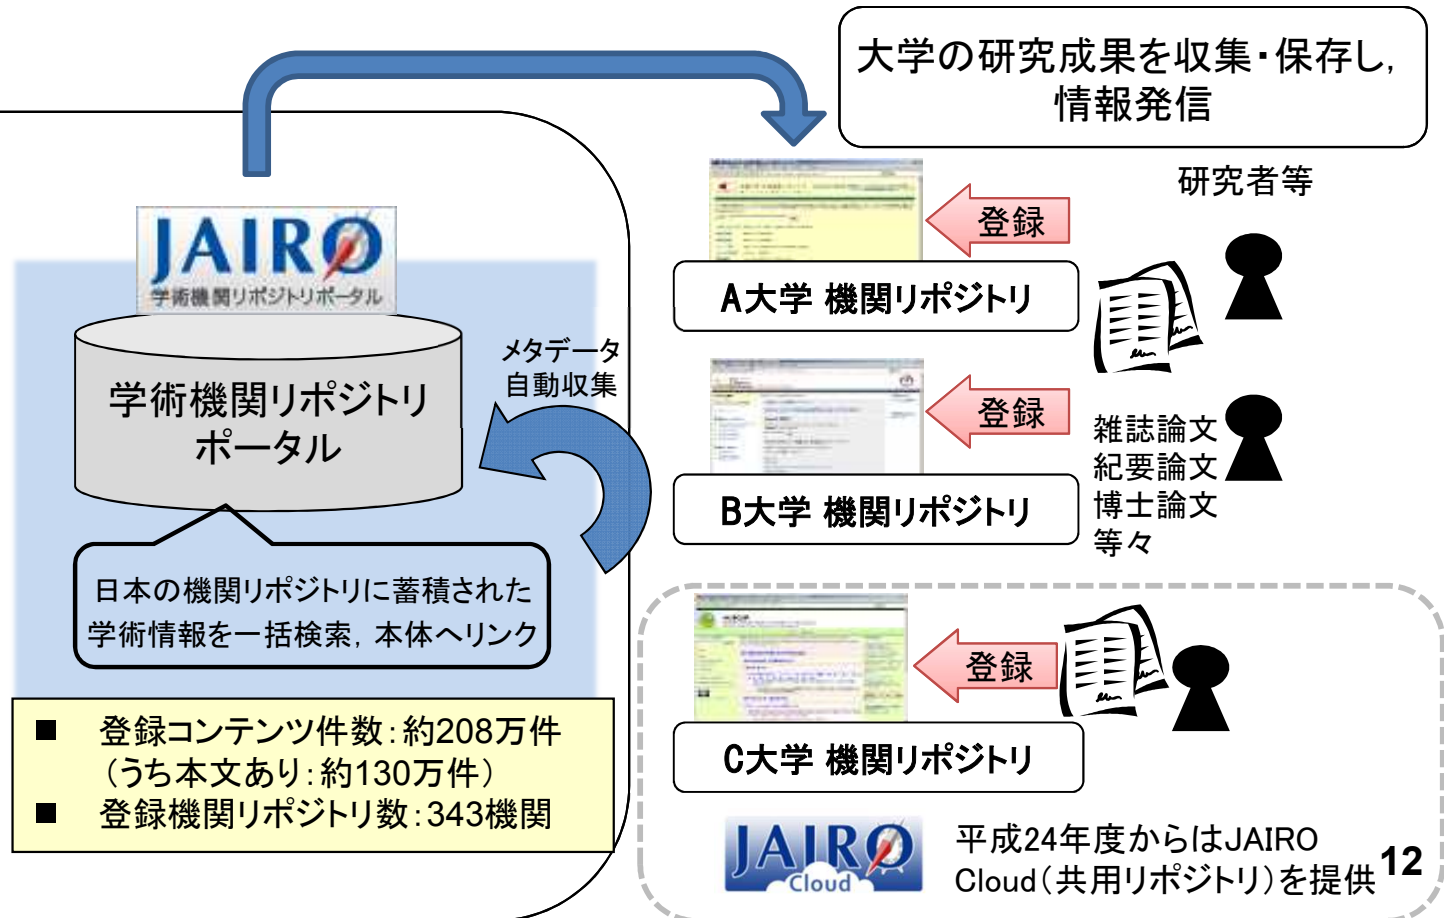 大学の研究成果を収集・保存し,
情報発信
研究者等
JAIRO
学術機関リポジトリポータル
登録
A大学 機関リポジトリ
メタデータ
自動収集
学術機関リポジトリ
ポータル
登録
雑誌論文
紀要論文
博士論文
等々
B大学 機関リポジトリ
日本の機関リポジトリに蓄積された
学術情報を一括検索, 本体へリンク
登録
■ 登録コンテンツ件数:約208万件
(うち本文あり:約130万件)
■ 登録機関リポジトリ数:343機関
C大学 機関リポジトリ
JAIRO
Cloud
平成24年度からはJAIRO
Cloud(共用リポジトリ)を提供
12